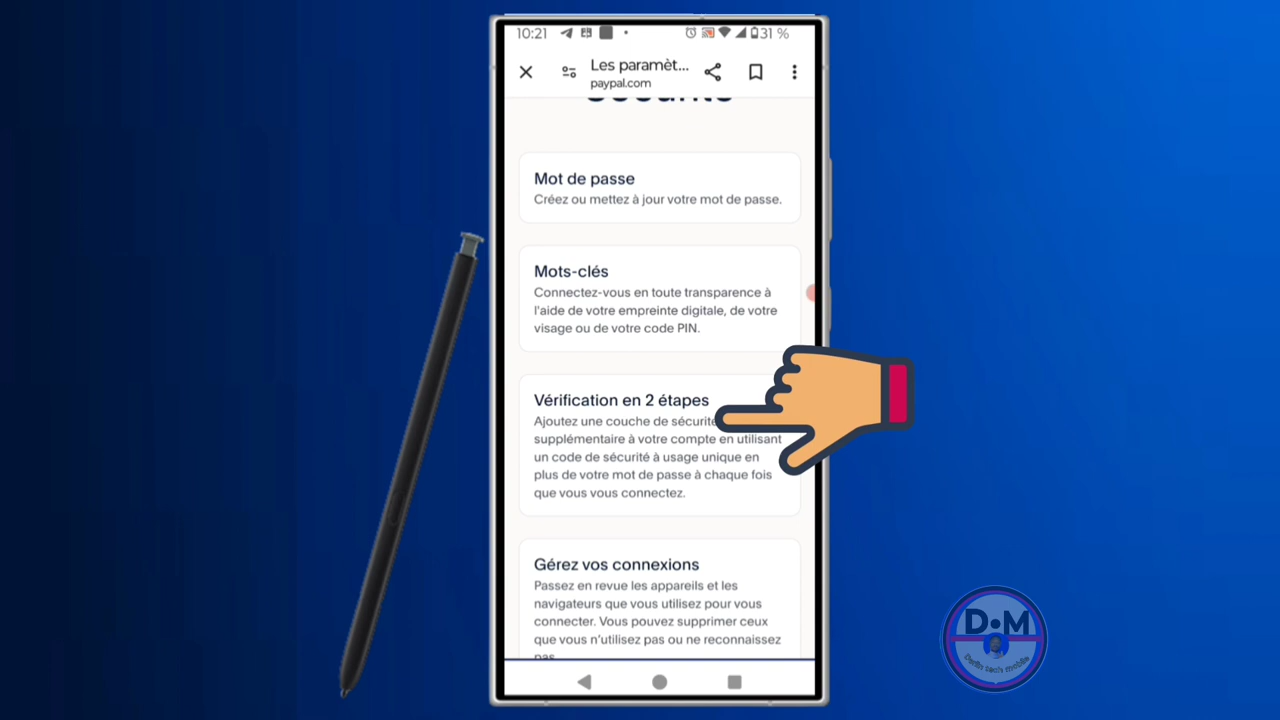 10:21
31 %
Les paramèt...
paypal.com
Sécurité
Mot de passe
Créez ou mettez à jour votre mot de passe.
Mots-clés
Connectez-vous en toute transparence à
l'aide de votre empreinte digitale, de votre
visage ou de votre code PIN.
Vérification en 2 étapes
Ajoutez une couche de sécurité
supplémentaire à votre compte en utilisant
un code de sécurité à usage unique en
plus de votre mot de passe à chaque fois
que vous vous connectez.
Gérez vos connexions
Passez en revue les appareils et les
navigateurs que vous utilisez pour vous
connecter. Vous pouvez supprimer ceux
que vous n'utilisez pas ou ne reconnaissez
pas
D•M
tech mobile